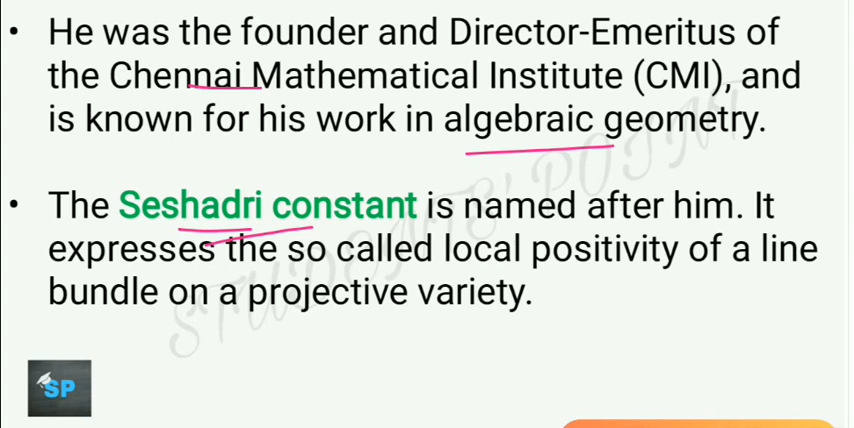 • He was the founder and Director-Emeritus of
the Chennai Mathematical Institute (CMI), and
is known for his work in algebraic geometry.
• The Seshadri constant is named after him. It
expresses the so called local positivity of a line
bundle on a projective variety.
STUDENTS' POINT
SP